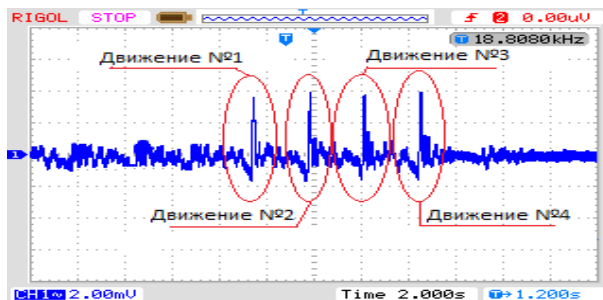 RIGOL STOP T f 2 0.00uV
T 18.8080kHz
Движение №1 Движение №3
1
Движение №2 Движение №4
CH1~ 2.00mV Time 2.000s T→1.200s